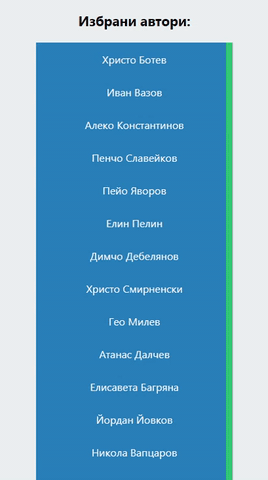 Избрани автори:
Христо Ботев
Иван Вазов
Алеко Константинов
Пенчо Славейков
Пейо Яворов
Елин Пелин
Димчо Дебелянов
Христо Смирненски
Гео Милев
Атанас Далчев
Елисавета Багряна
Йордан Йовков
Никола Вапцаров